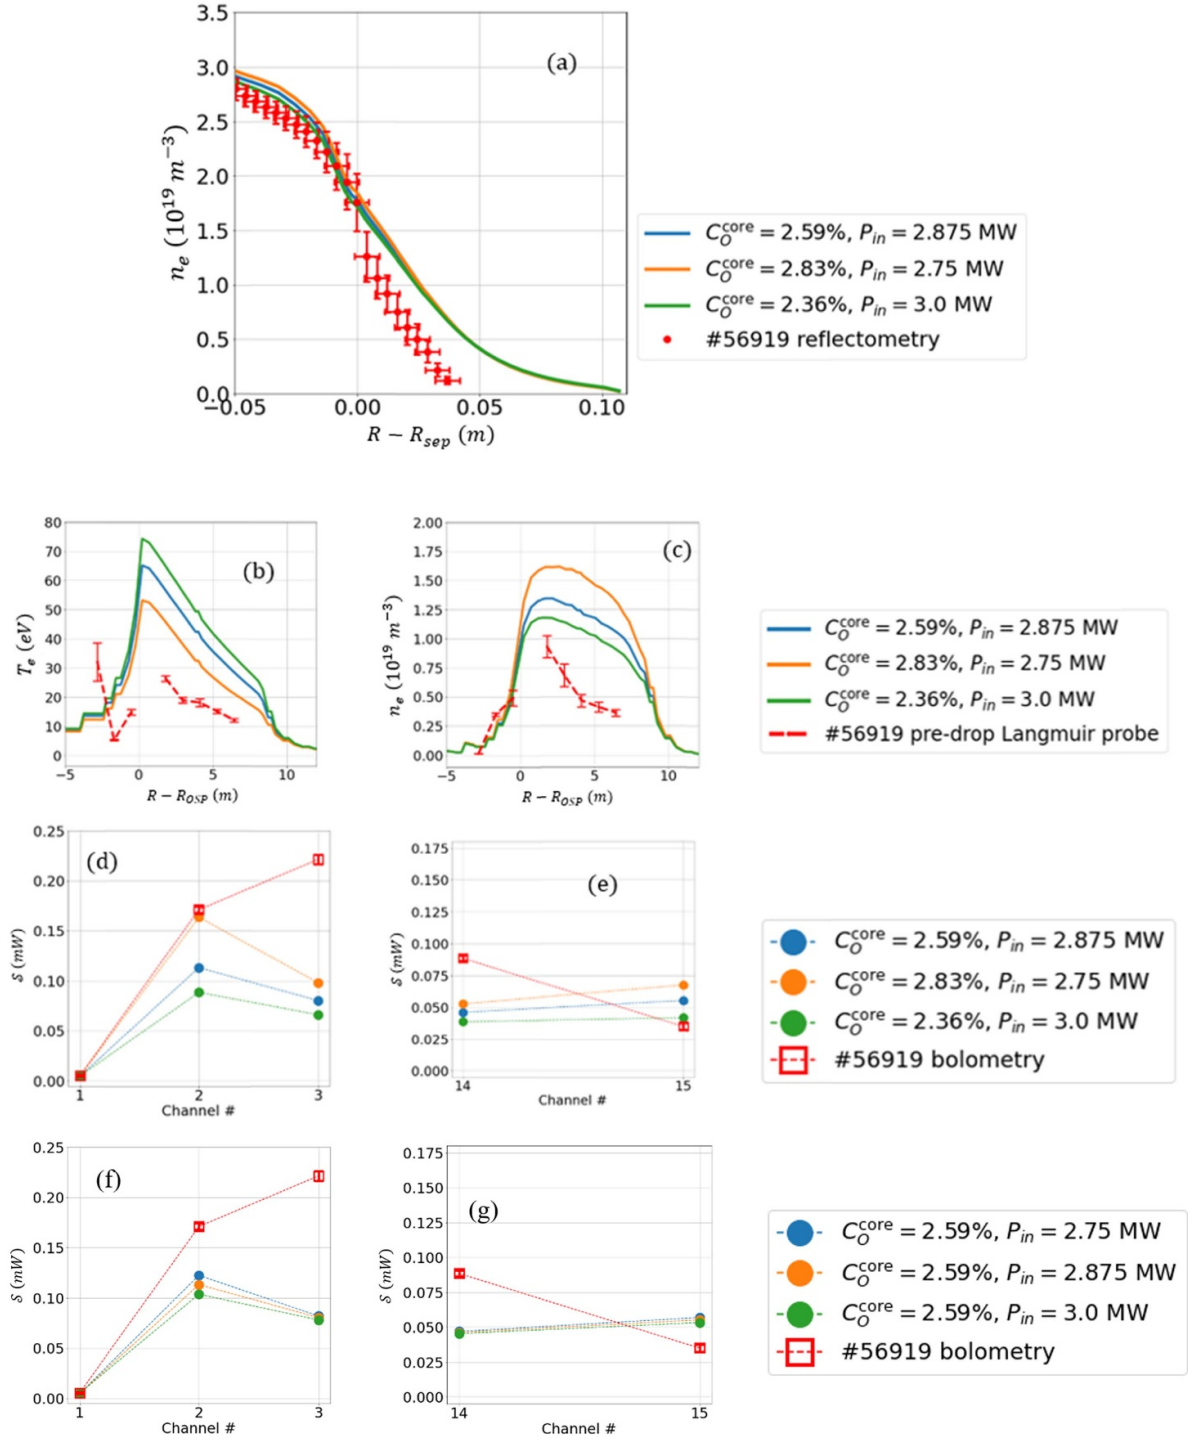 3.5
3.0
2.5
2.0
1.5
1.0
0.5
0.0
(a)
n_e (10^19 m^−3)
−0.05 0.00 0.05 0.10
R − R_sep (m)
C_O^core = 2.59%, P_in = 2.875 MW
C_O^core = 2.83%, P_in = 2.75 MW
C_O^core = 2.36%, P_in = 3.0 MW
#56919 reflectometry
80
70
60
50
40
30
20
10
0
(b)
T_e (eV)
−5 0 5 10
R − R_OSP (m)
2.00
1.75
1.50
1.25
1.00
0.75
0.50
0.25
0.00
(c)
n_e (10^19 m^−3)
−5 0 5 10
R − R_OSP (m)
C_O^core = 2.59%, P_in = 2.875 MW
C_O^core = 2.83%, P_in = 2.75 MW
C_O^core = 2.36%, P_in = 3.0 MW
#56919 pre-drop Langmuir probe
0.25
0.20
0.15
0.10
0.05
0.00
(d)
S (mW)
1 2 3
Channel #
0.175
0.150
0.125
0.100
0.075
0.050
0.025
0.000
(e)
S (mW)
14 15
Channel #
C_O^core = 2.59%, P_in = 2.875 MW
C_O^core = 2.83%, P_in = 2.75 MW
C_O^core = 2.36%, P_in = 3.0 MW
#56919 bolometry
0.25
0.20
0.15
0.10
0.05
0.00
(f)
S (mW)
1 2 3
Channel #
0.175
0.150
0.125
0.100
0.075
0.050
0.025
0.000
(g)
S (mW)
14 15
Channel #
C_O^core = 2.59%, P_in = 2.75 MW
C_O^core = 2.59%, P_in = 2.875 MW
C_O^core = 2.59%, P_in = 3.0 MW
#56919 bolometry